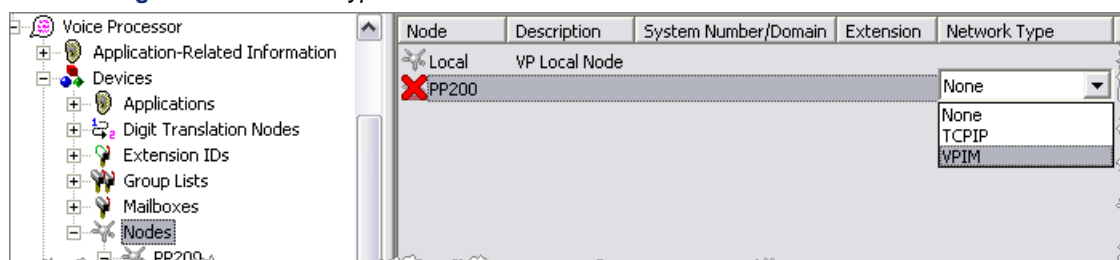 Voice Processor
Application-Related Information
Devices
Applications
Digit Translation Nodes
Extension IDs
Group Lists
Mailboxes
Nodes
PP200
Node Description System Number/Domain Extension Network Type
Local VP Local Node
PP200 None
None
TCPIP
VPIM